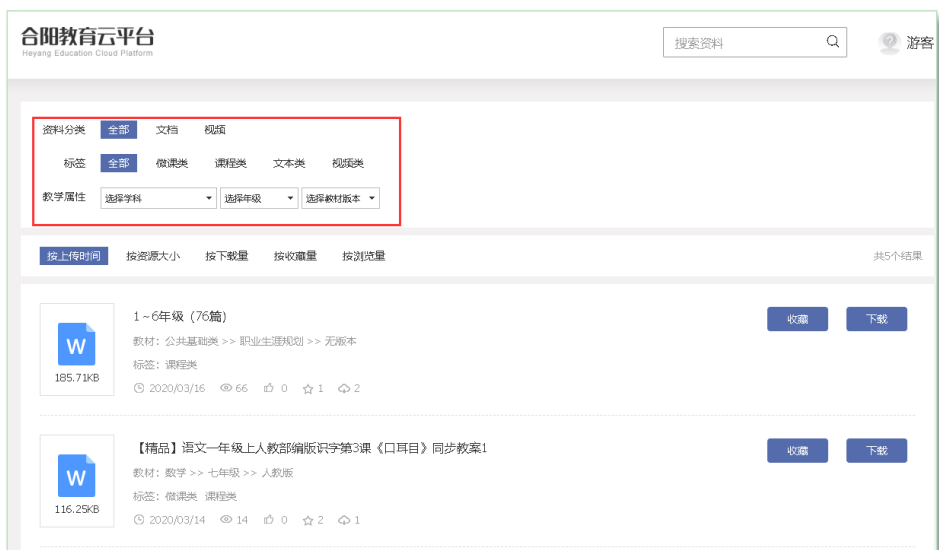 合阳教育云平台
Heyang Education Cloud Platform
搜索资料
游客
资料分类 全部 文档 视频
标签 全部 微课类 课程类 文本类 视频类
教学属性 选择学科 选择年级 选择教材版本
按上传时间 按资源大小 按下载量 按收藏量 按浏览量 共5个结果
1~6年级（76篇） 收藏 下载
教材：公共基础类 >> 职业生涯规划 >> 无版本
W
标签：课程类
185.71KB
2020/03/16 66 0 1 2
【精品】语文一年级上人教部编版识字第3课《口耳目》同步教案1 收藏 下载
教材：数学 >> 七年级 >> 人教版
W
标签：微课类 课程类
116.25KB
2020/03/14 14 0 2 1